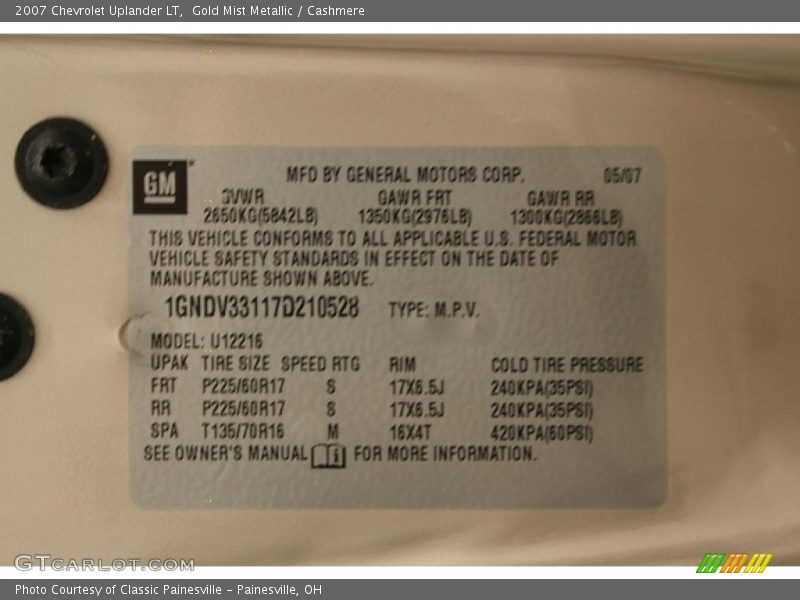 2007 Chevrolet Uplander LT,  Gold Mist Metallic / Cashmere
GM
MFD BY GENERAL MOTORS CORP. 05/07
GVWR GAWR FRT GAWR RR
2650KG(5842LB) 1350KG(2976LB) 1300KG(2866LB)
THIS VEHICLE CONFORMS TO ALL APPLICABLE U.S. FEDERAL MOTOR
VEHICLE SAFETY STANDARDS IN EFFECT ON THE DATE OF
MANUFACTURE SHOWN ABOVE.
1GNDV33117D210528 TYPE: M.P.V.
MODEL: U12216
UPAK TIRE SIZE SPEED RTG RIM COLD TIRE PRESSURE
FRT P225/60R17 S 17X6.5J 240KPA(35PSI)
RR P225/60R17 S 17X6.5J 240KPA(35PSI)
SPA T135/70R16 M 16X4T 420KPA(60PSI)
SEE OWNER'S MANUAL FOR MORE INFORMATION.
GTCARLOT.COM
Photo Courtesy of Classic Painesville – Painesville, OH